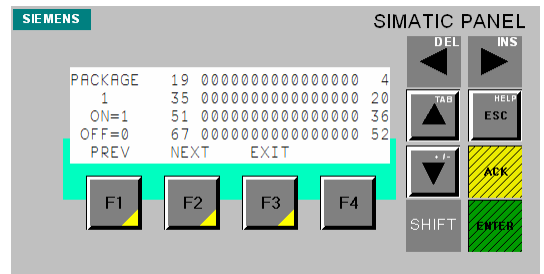 SIEMENS
SIMATIC PANEL
DEL
INS
PACKAGE 19 0000000000000000 4
1 35 0000000000000000 20
ON=1 51 0000000000000000 36
OFF=0 67 0000000000000000 52
PREV NEXT EXIT
TAB
HELP
ESC
+/-
ACK
F1 F2 F3 F4
SHIFT
ENTER